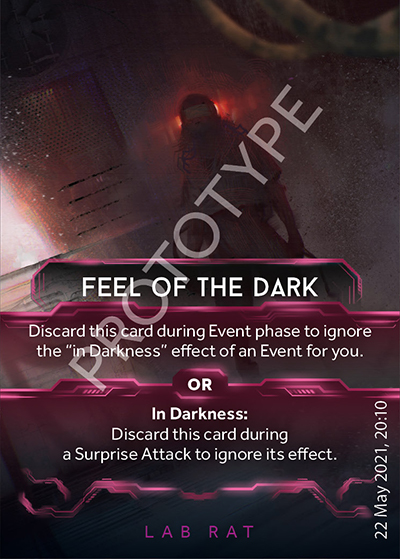 PROTOTYPE
FEEL OF THE DARK
Discard this card during Event phase to ignore
the “in Darkness” effect of an Event for you.
OR
In Darkness:
Discard this card during
a Surprise Attack to ignore its effect.
22 May 2021, 20:10
LAB RAT